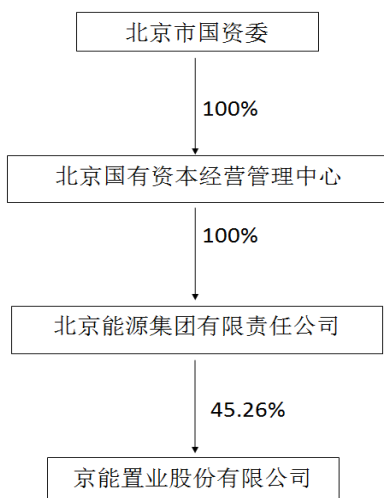 北京市国资委
100%
北京国有资本经营管理中心
100%
北京能源集团有限责任公司
45.26%
京能置业股份有限公司